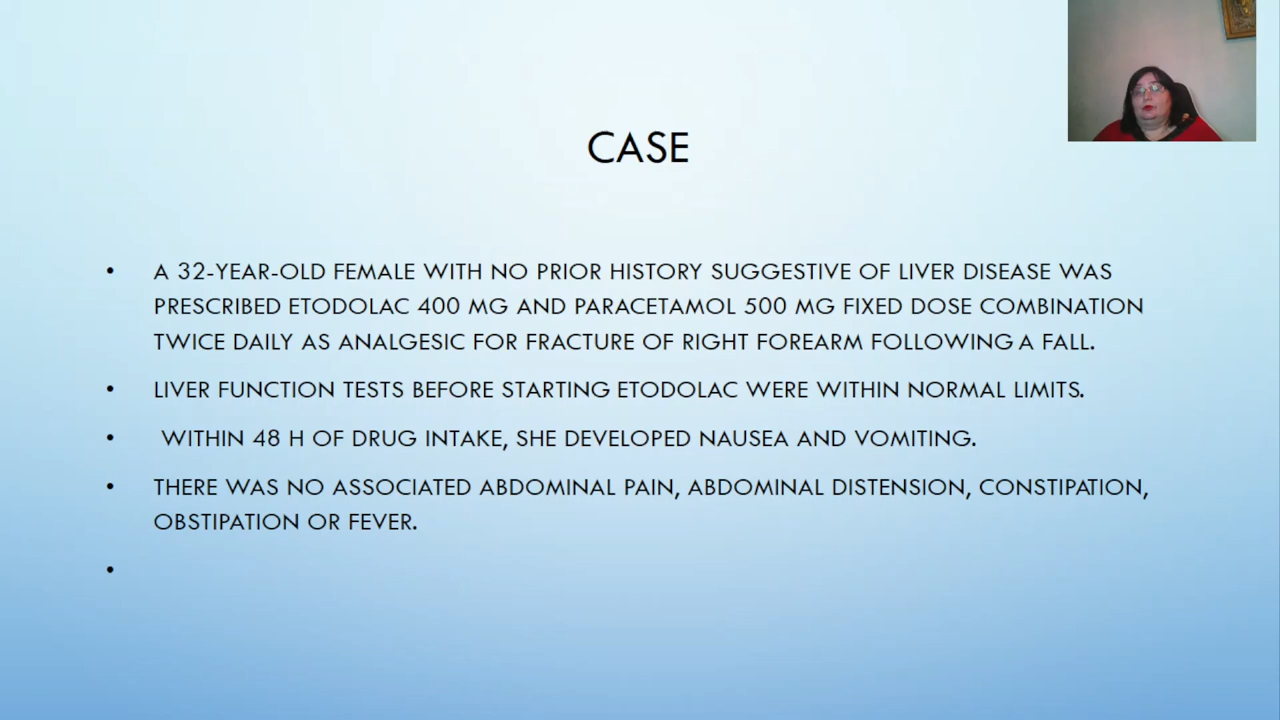 CASE
• A 32-YEAR-OLD FEMALE WITH NO PRIOR HISTORY SUGGESTIVE OF LIVER DISEASE WAS
PRESCRIBED ETODOLAC 400 MG AND PARACETAMOL 500 MG FIXED DOSE COMBINATION
TWICE DAILY AS ANALGESIC FOR FRACTURE OF RIGHT FOREARM FOLLOWING A FALL.
• LIVER FUNCTION TESTS BEFORE STARTING ETODOLAC WERE WITHIN NORMAL LIMITS.
• WITHIN 48 H OF DRUG INTAKE, SHE DEVELOPED NAUSEA AND VOMITING.
• THERE WAS NO ASSOCIATED ABDOMINAL PAIN, ABDOMINAL DISTENSION, CONSTIPATION,
OBSTIPATION OR FEVER.
•